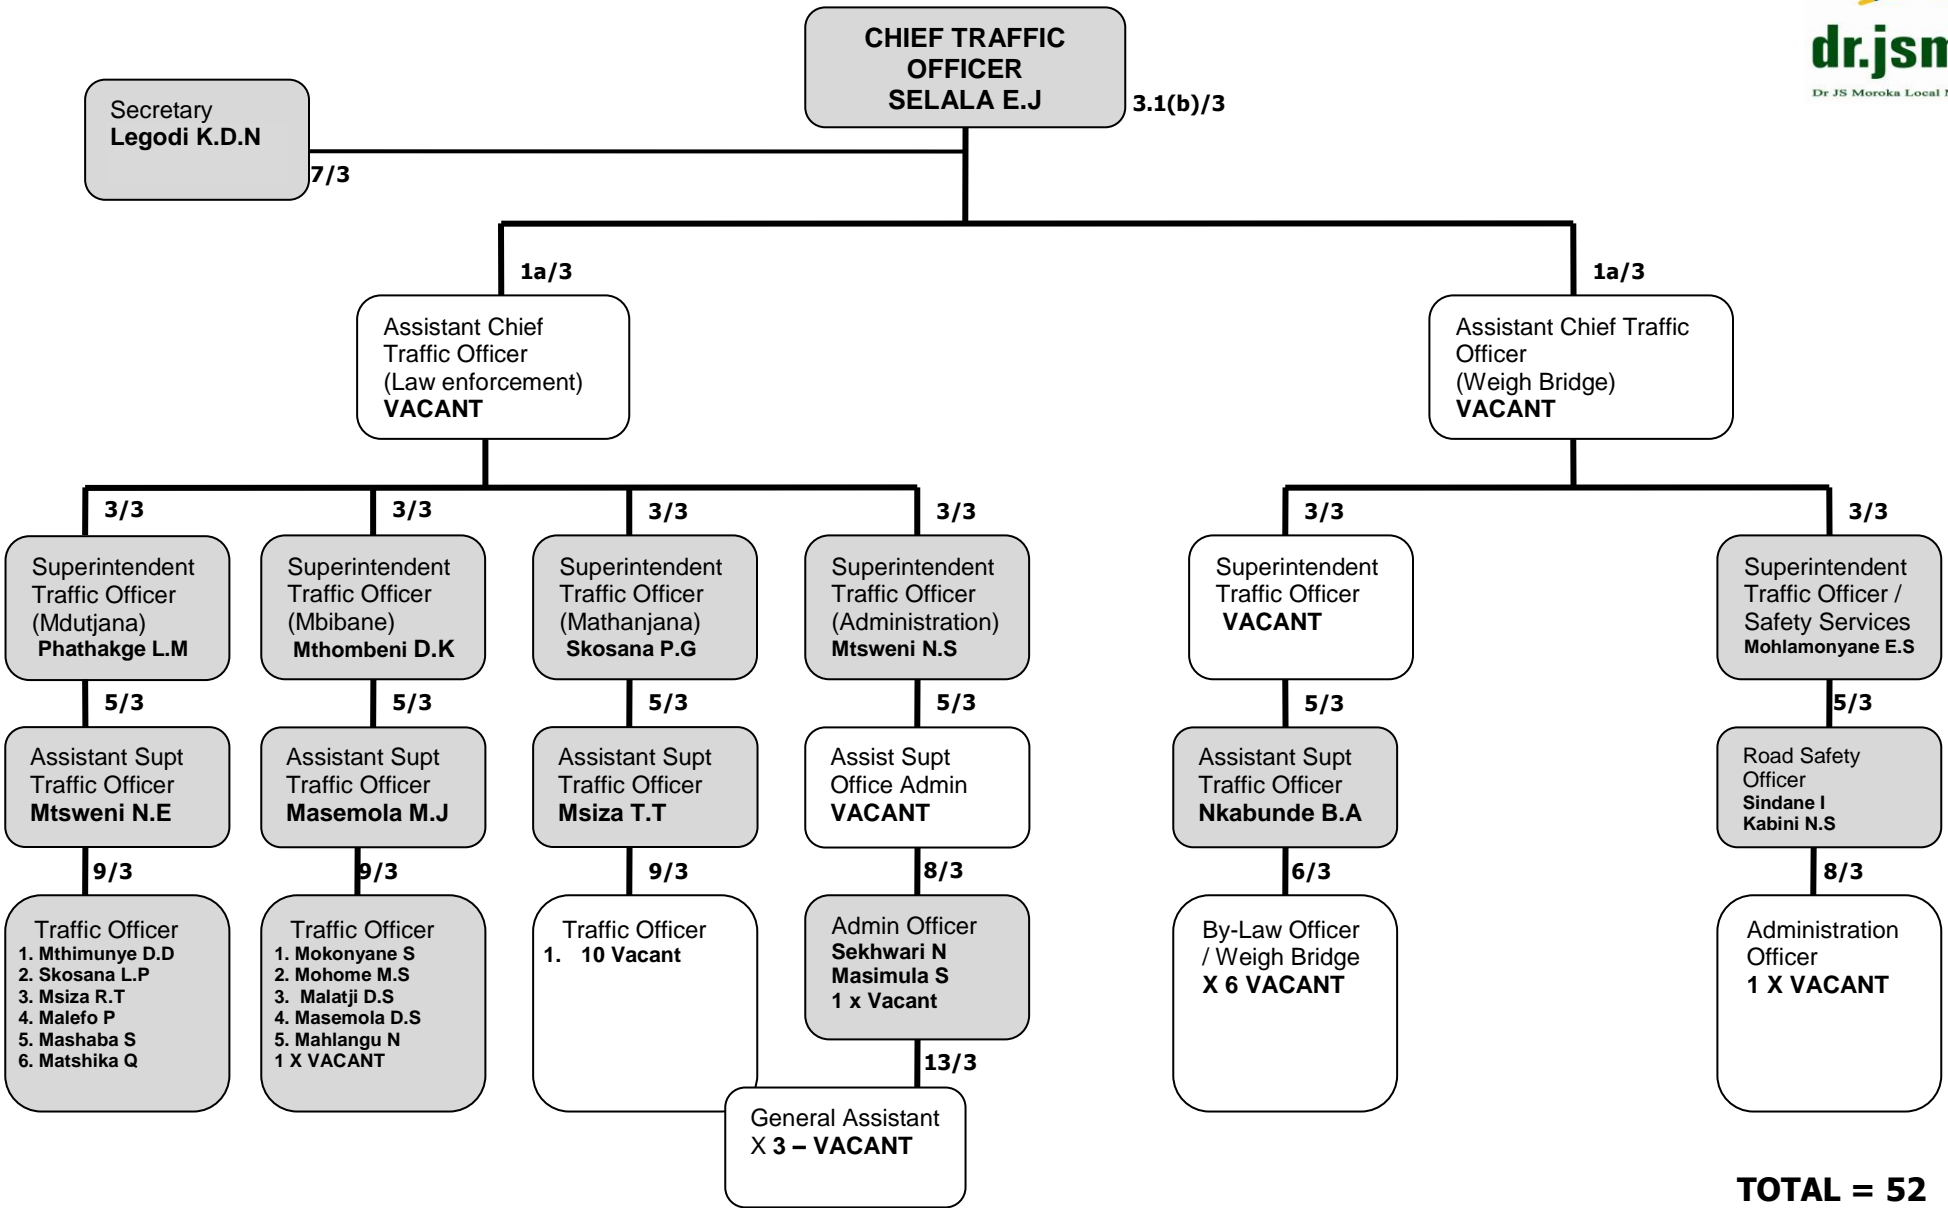 CHIEF TRAFFIC
OFFICER
SELALA E.J
3.1(b)/3
Dr JS Moroka Local
Secretary
Legodi K.D.N
7/3
1a/3
Assistant Chief
Traffic Officer
(Law enforcement)
VACANT
1a/3
Assistant Chief Traffic
Officer
(Weigh Bridge)
VACANT
3/3
Superintendent
Traffic Officer
(Mdutjana)
Phathakge L.M
5/3
Assistant Supt
Traffic Officer
Mtsweni N.E
9/3
Traffic Officer
1. Mthimunye D.D
2. Skosana L.P
3. Msiza R.T
4. Malefo P
5. Mashaba S
6. Matshika Q
3/3
Superintendent
Traffic Officer
(Mbibane)
Mthombeni D.K
5/3
Assistant Supt
Traffic Officer
Masemola M.J
9/3
Traffic Officer
1. Mokonyane S
2. Mohome M.S
3. Malatji D.S
4. Masemola D.S
5. Mahlangu N
1 X VACANT
3/3
Superintendent
Traffic Officer
(Mathanjana)
Skosana P.G
5/3
Assistant Supt
Traffic Officer
Msiza T.T
9/3
Traffic Officer
1. 10 Vacant
3/3
Superintendent
Traffic Officer
(Administration)
Mtsweni N.S
5/3
Assist Supt
Office Admin
VACANT
8/3
Admin Officer
Sekhwari N
Masimula S
1 x Vacant
13/3
General Assistant
X 3 – VACANT
3/3
Superintendent
Traffic Officer
VACANT
5/3
Assistant Supt
Traffic Officer
Nkabunde B.A
6/3
By-Law Officer
/ Weigh Bridge
X 6 VACANT
3/3
Superintendent
Traffic Officer /
Safety Services
Mohlamonyane E.S
5/3
Road Safety
Officer
Sindane I
Kabini N.S
8/3
Administration
Officer
1 X VACANT
TOTAL = 52